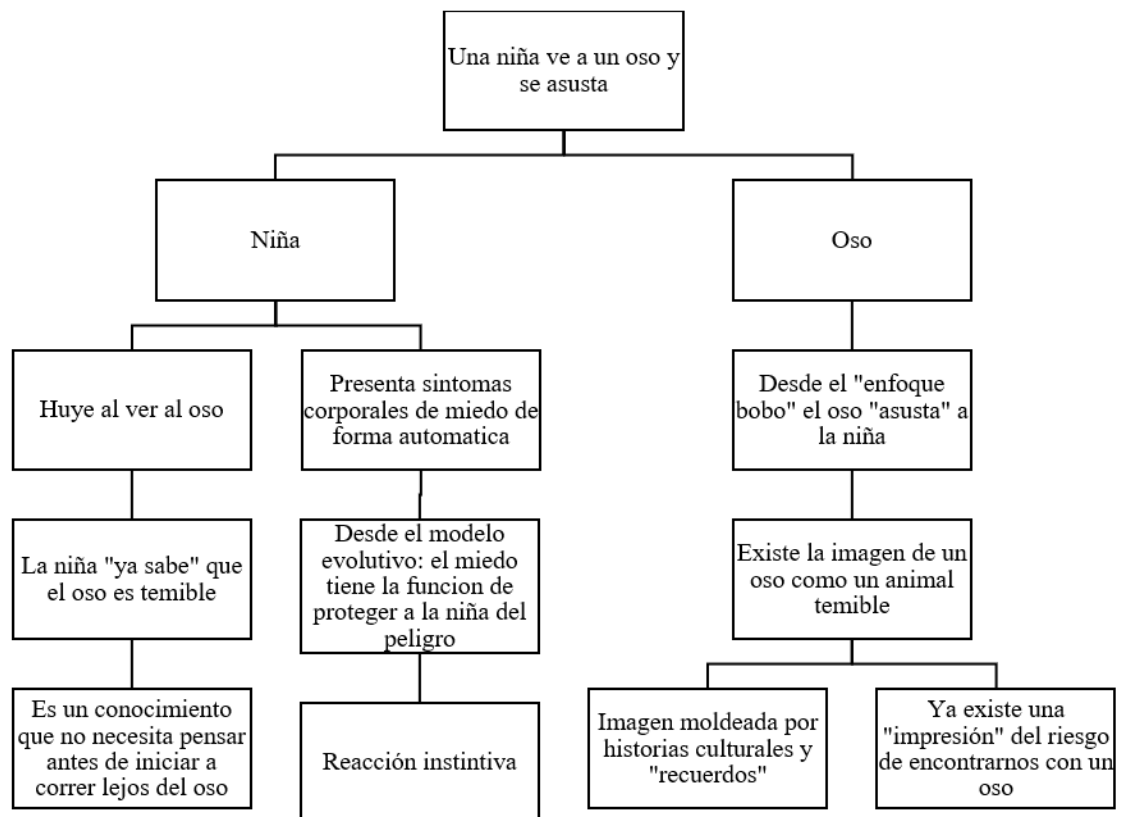 Una niña ve a un oso y
se asusta
Niña
Oso
Huye al ver al oso
Presenta sintomas
corporales de miedo de
forma automatica
Desde el "enfoque
bobo" el oso "asusta" a
la niña
La niña "ya sabe" que
el oso es temible
Desde el modelo
evolutivo: el miedo
tiene la funcion de
proteger a la niña del
peligro
Existe la imagen de un
oso como un animal
temible
Es un conocimiento
que no necesita pensar
antes de iniciar a
correr lejos del oso
Reacción instintiva
Imagen moldeada por
historias culturales y
"recuerdos"
Ya existe una
"impresión" del riesgo
de encontrarnos con un
oso